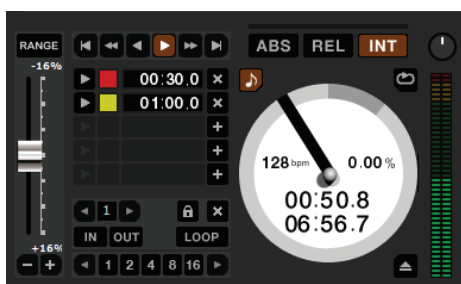 RANGE
ABS REL INT
-16%
00:30.0
01:00.0
128 bpm 0.00 %
00:50.8
06:56.7
1
IN OUT LOOP
+16%
1 2 4 8 16